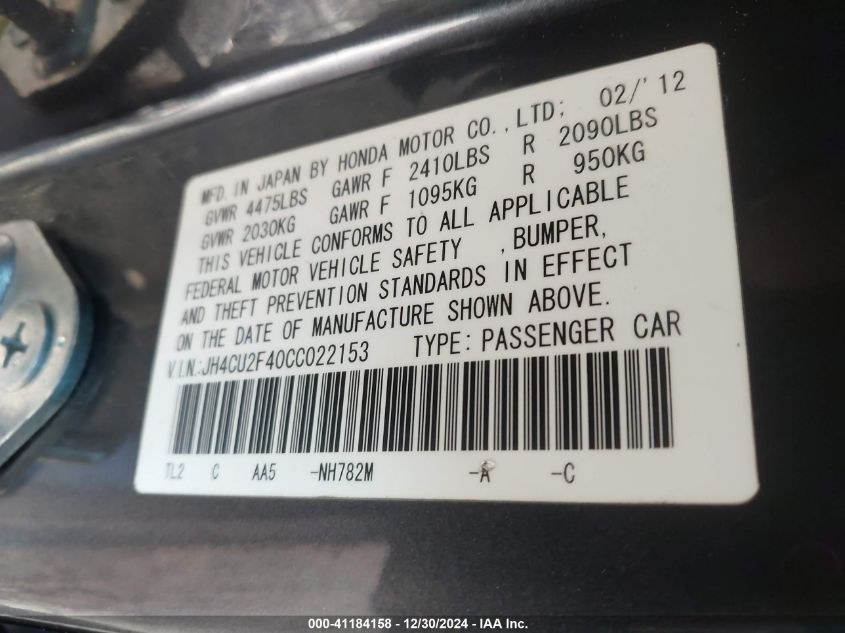 MFD. IN JAPAN BY HONDA MOTOR CO.,LTD; 02/'12
GVWR 4475LBS GAWR F 2410LBS R 2090LBS
GVWR 2030KG GAWR F 1095KG R 950KG
THIS VEHICLE CONFORMS TO ALL APPLICABLE
FEDERAL MOTOR VEHICLE SAFETY ,BUMPER,
AND THEFT PREVENTION STANDARDS IN EFFECT
ON THE DATE OF MANUFACTURE SHOWN ABOVE.
V.I.N.:JH4CU2F40CC022153 TYPE: PASSENGER CAR
TL2 C AA5 -NH782M -A -C
000-41184158 - 12/30/2024 - IAA Inc.